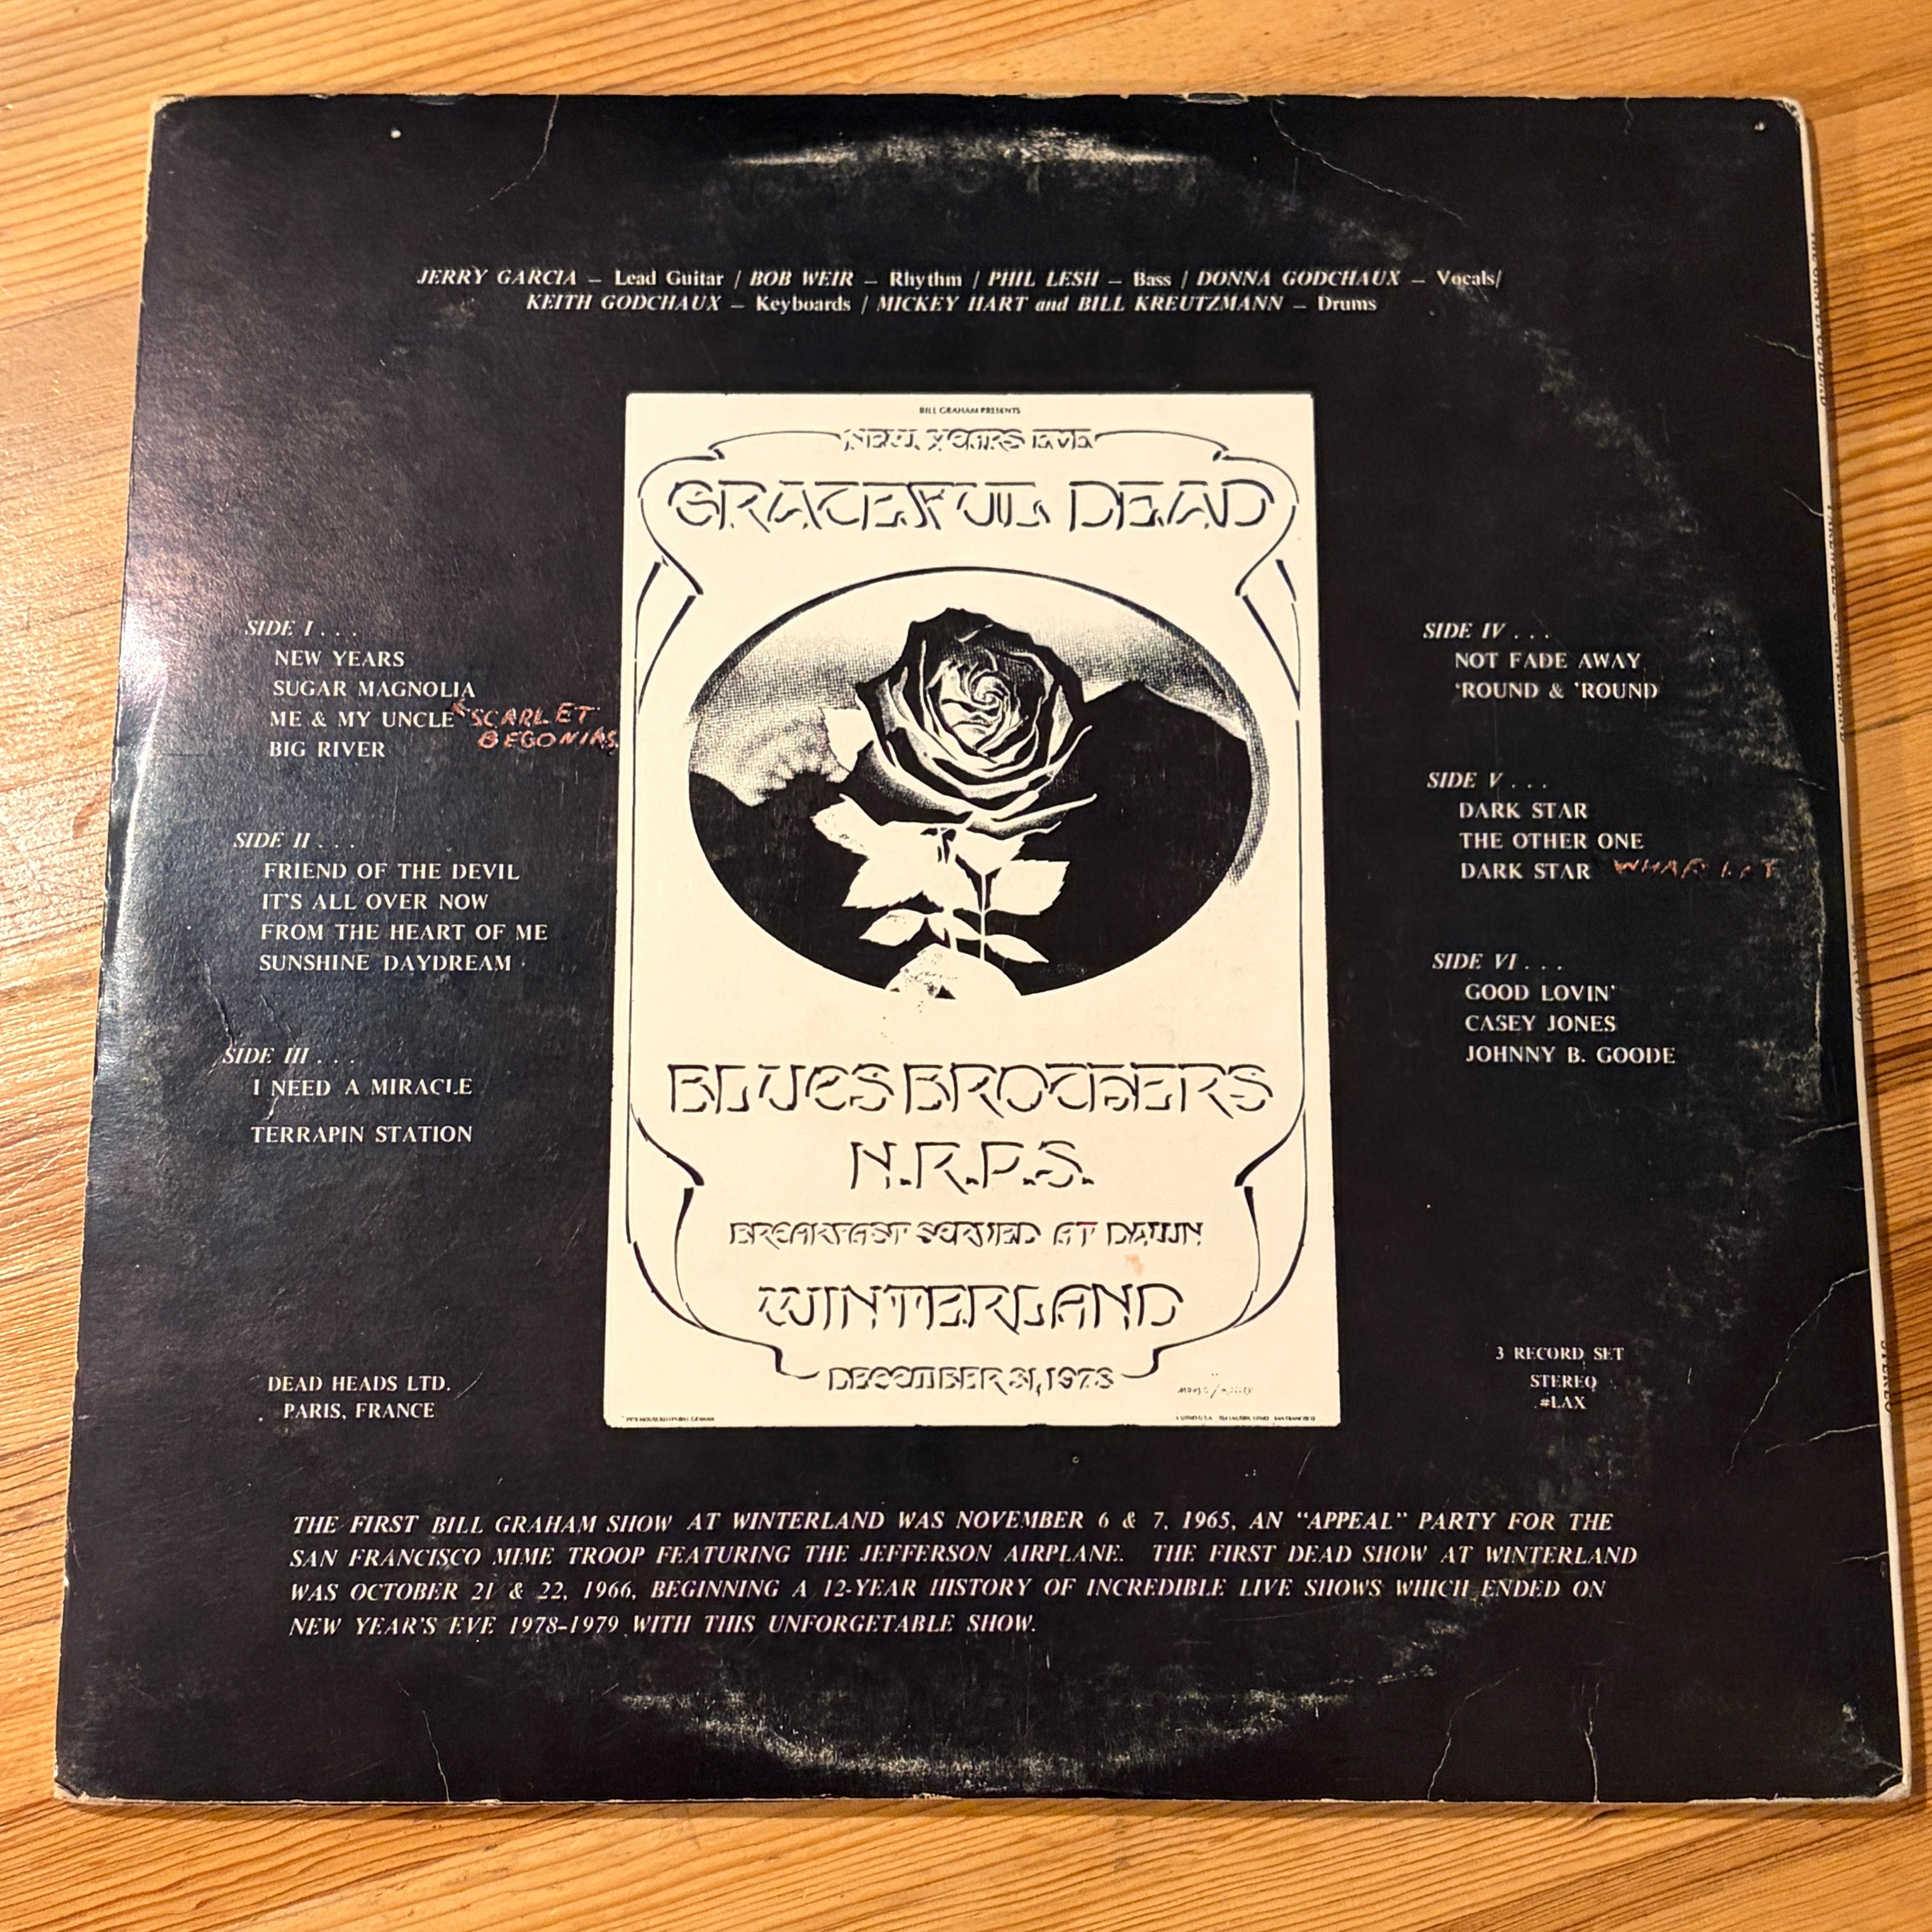 JERRY GARCIA – Lead Guitar / BOB WEIR – Rhythm / PHIL LESH – Bass / DONNA GODCHAUX – Vocals/
KEITH GODCHAUX – Keyboards / MICKEY HART and BILL KREUTZMANN – Drums
SIDE I . . .
NEW YEARS
SUGAR MAGNOLIA
ME & MY UNCLE
SCARLET
BEGONIAS
BIG RIVER
SIDE II . . .
FRIEND OF THE DEVIL
IT'S ALL OVER NOW
FROM THE HEART OF ME
SUNSHINE DAYDREAM
SIDE III . . .
I NEED A MIRACLE
TERRAPIN STATION
DEAD HEADS LTD.
PARIS, FRANCE
BILL GRAHAM PRESENTS
NEW YEARS EVE
GRATEFUL DEAD
BLUES BROTHERS
N.R.P.S.
BREAKFAST SERVED AT DAWN
WINTERLAND
DECEMBER 31, 1978
SIDE IV . . .
NOT FADE AWAY
'ROUND & 'ROUND
SIDE V . . .
DARK STAR
THE OTHER ONE
DARK STAR
SIDE VI . . .
GOOD LOVIN'
CASEY JONES
JOHNNY B. GOODE
3 RECORD SET
STEREO
#LAX
THE FIRST BILL GRAHAM SHOW AT WINTERLAND WAS NOVEMBER 6 & 7, 1965, AN "APPEAL" PARTY FOR THE
SAN FRANCISCO MIME TROOP FEATURING THE JEFFERSON AIRPLANE. THE FIRST DEAD SHOW AT WINTERLAND
WAS OCTOBER 21 & 22, 1966, BEGINNING A 12-YEAR HISTORY OF INCREDIBLE LIVE SHOWS WHICH ENDED ON
NEW YEAR'S EVE 1978-1979 WITH THIS UNFORGETABLE SHOW.